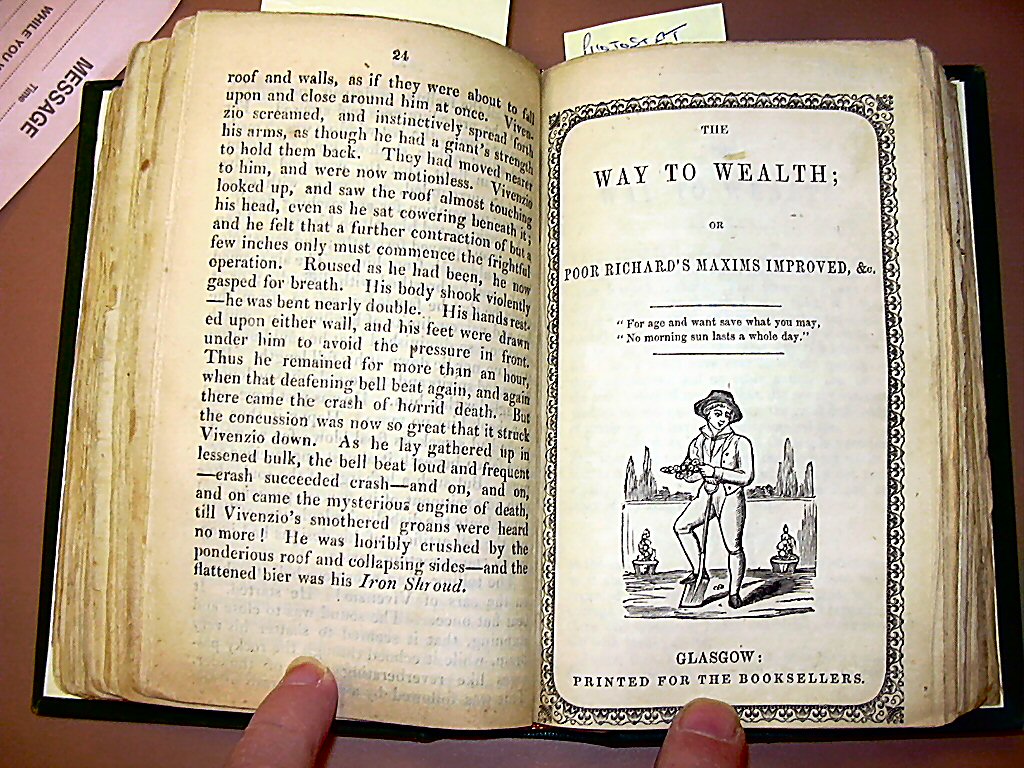 WHILE YOU
MESSAGE
Time
PHOTOSTAT
24
roof and walls, as if they were about to fall
upon and close around him at once. Viven-
zio screamed, and instinctively spread forth
his arms, as though he had a giant's strength
to hold them back. They had moved nearer
to him, and were now motionless. Vivenzio
looked up, and saw the roof almost touching
his head, even as he sat cowering beneath it;
and he felt that a further contraction of but a
few inches only must commence the frightful
operation. Roused as he had been, he now
gasped for breath. His body shook violently
—he was bent nearly double. His hands rest-
ed upon either wall, and his feet were drawn
under him to avoid the pressure in front.
Thus he remained for more than an hour,
when that deafening bell beat again, and again
there came the crash of horrid death. But
the concussion was now so great that it struck
Vivenzio down. As he lay gathered up in
lessened bulk, the bell beat loud and frequent
—crash succeeded crash—and on, and on,
and on came the mysterious engine of death,
till Vivenzio's smothered groans were heard
no more! He was horibly crushed by the
ponderious roof and collapsing sides—and the
flattened bier was his Iron Shroud.
THE
WAY TO WEALTH;
OR
POOR RICHARD'S MAXIMS IMPROVED, &c.
"For age and want save what you may,
"No morning sun lasts a whole day."
GLASGOW:
PRINTED FOR THE BOOKSELLERS.